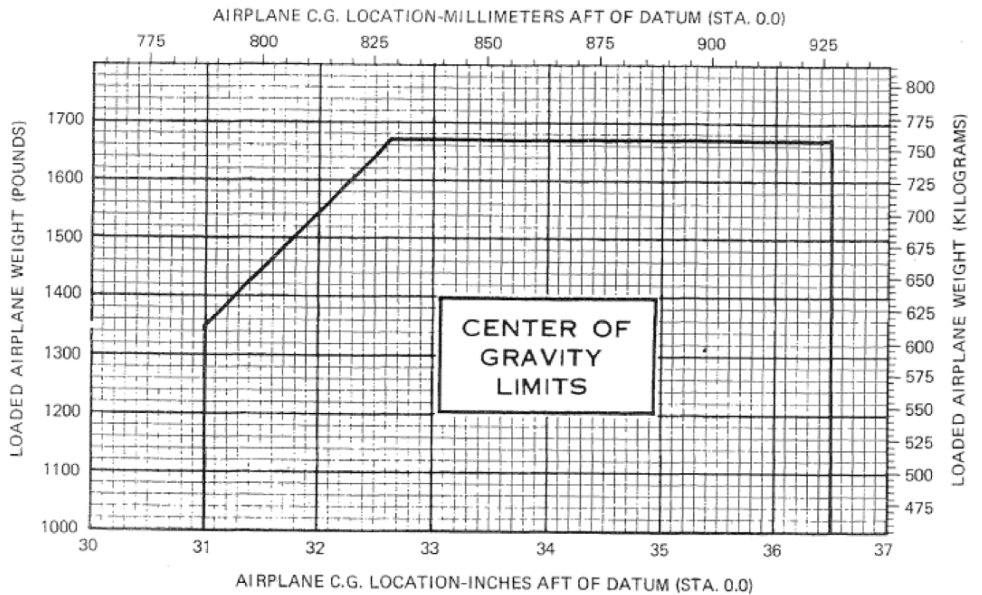 AIRPLANE C.G. LOCATION-MILLIMETERS AFT OF DATUM (STA. 0.0)
775 800 825 850 875 900 925
LOADED AIRPLANE WEIGHT (POUNDS)
1700
1600
1500
1400
1300
1200
1100
1000
CENTER OF
GRAVITY
LIMITS
800
775
750
725
700
675
650
625
600
575
550
525
500
475
LOADED AIRPLANE WEIGHT (KILOGRAMS)
30 31 32 33 34 35 36 37
AIRPLANE C.G. LOCATION-INCHES AFT OF DATUM (STA. 0.0)